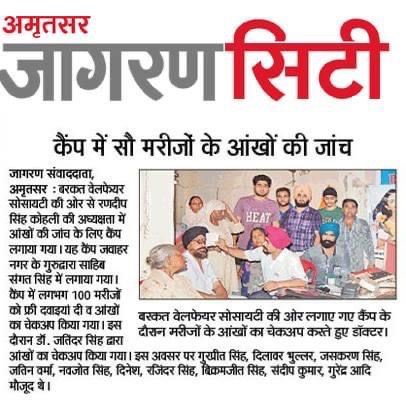 अमृतसर
जागरण सिटी
कैंप में सौ मरीजों के आंखों की जांच
जागरण संवाददाता,
अमृतसर : बरकत वेलफेयर
सोसायटी की ओर से रणदीप
सिंह कोहली की अध्यक्षता में
आंखों की जांच के लिए कैंप
लगाया गया। यह कैंप जवाहर
नगर के गुरुद्वारा साहिब
संगत सिंह में लगाया गया।
कैंप में लगभग 100 मरीजों
को फ्री दवाइयां दी व आंखों
का चेकअप किया गया। इस
दौरान डॉ. जतिंदर सिंह द्वारा
आंखों का चेकअप किया गया। इस अवसर पर गुरप्रीत सिंह, दिलावर भुल्लर, जसकरण सिंह,
जतिन वर्मा, नवजोत सिंह, दिनेश, रजिंदर सिंह, बिक्रमजीत सिंह, संदीप कुमार, गुरेंद्र आदि
मौजूद थे।
HEAT
बरकत वेलफेयर सोसायटी की ओर लगाए गए कैंप के
दौरान मरीजों के आंखों का चेकअप करते हुए डॉक्टर।